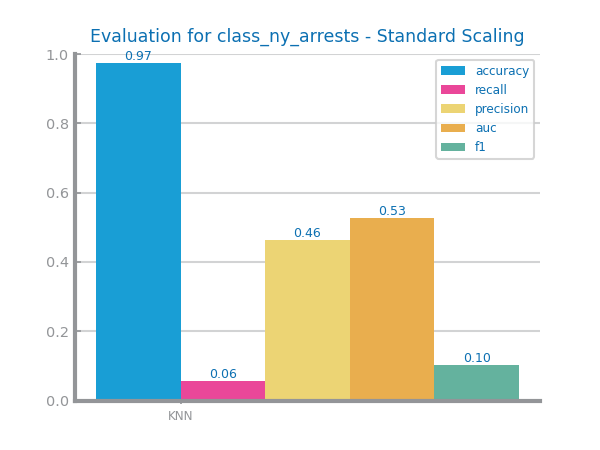 Evaluation for class_ny_arrests - Standard Scaling
1.0
0.8
0.6
0.4
0.2
0.0
0.97
0.06
0.46
0.53
0.10
accuracy
recall
precision
auc
f1
KNN